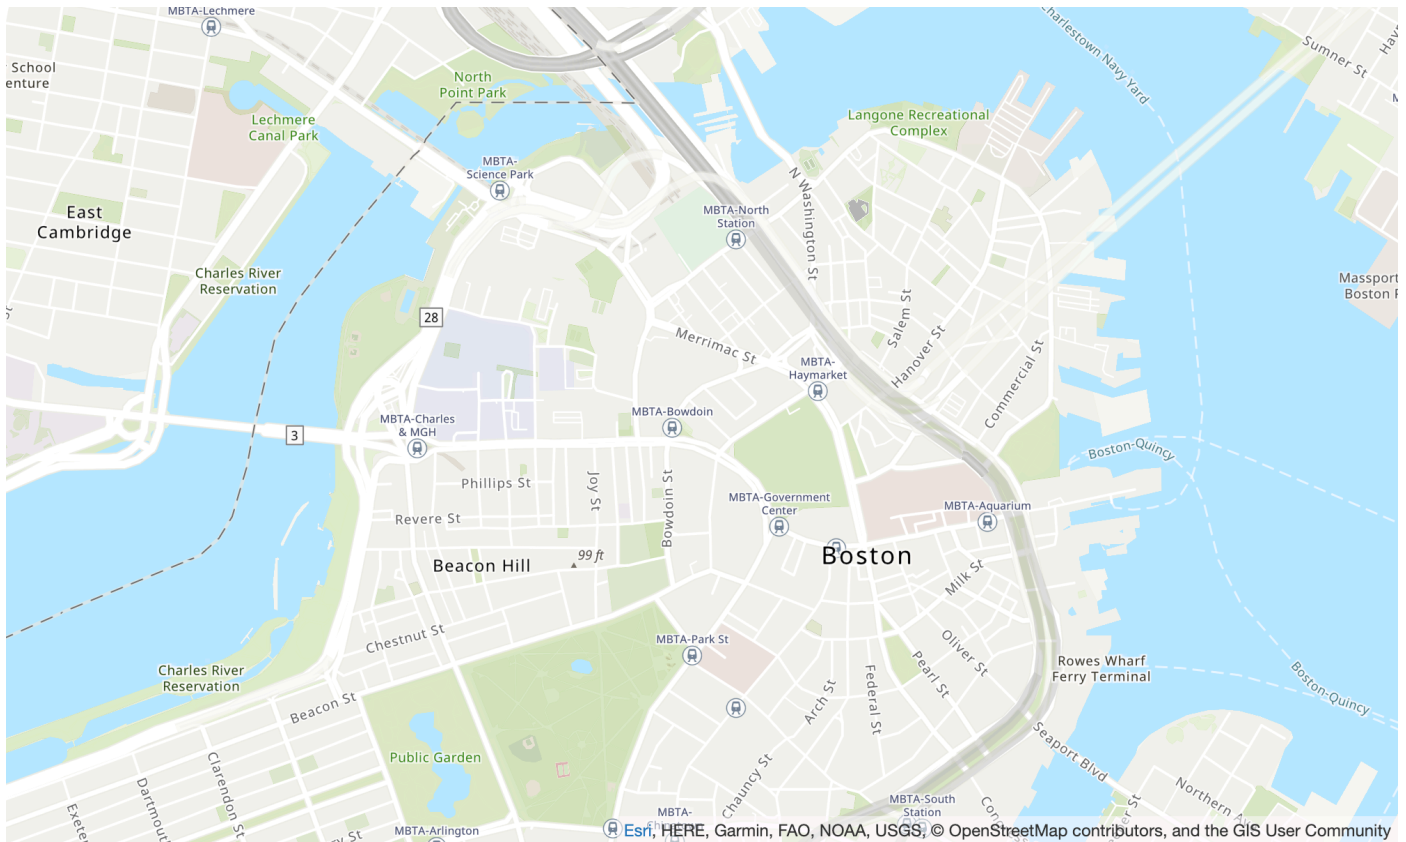 MBTA-Lechmere
Charlestown Navy Yard
Sumner St
School
enture
North
Point Park
Lechmere
Canal Park
Langone Recreational
Complex
MBTA-
Science Park
N Washington St
East
Cambridge
MBTA-North
Station
Charles River
Reservation
Massport
Boston
28
Salem St
Merrimac St
Hanover St
MBTA-
Haymarket
Commercial St
MBTA-Charles
& MGH
MBTA-Bowdoin
3
Boston-Quincy
Phillips St
Joy St
Bowdoin St
MBTA-Government
Center
MBTA-Aquarium
Revere St
Boston
99 ft
Beacon Hill
Milk St
Chestnut St
MBTA-Park St
Oliver St
Rowes Wharf
Ferry Terminal
Charles River
Reservation
Pearl St
Federal St
Arch St
Boston-Quincy
Beacon St
Seaport Blvd
Public Garden
Clarendon St
Dartmouth
Chauncy St
Northern
Exete
MBTA-South
Station
MBTA-
MBTA-Arlington
Esri, HERE, Garmin, FAO, NOAA, USGS, © OpenStreetMap contributors, and the GIS User Community